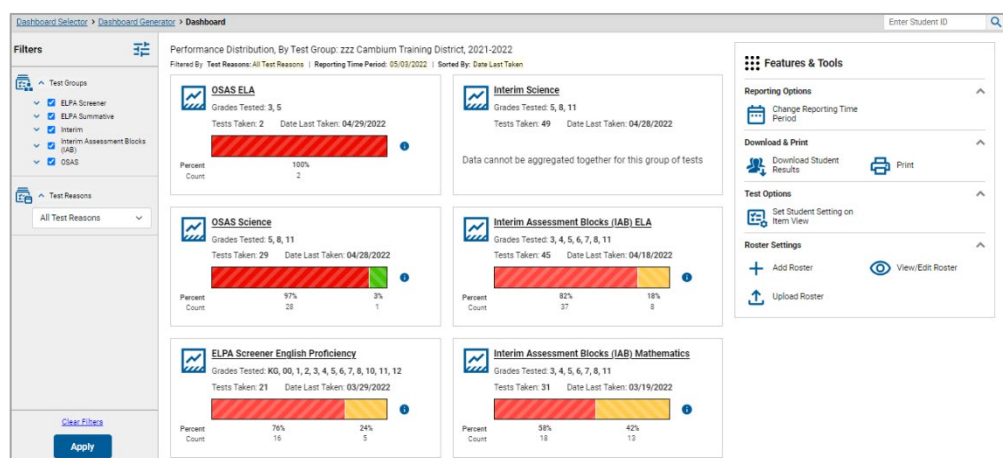 Dashboard Selector > Dashboard Generator > Dashboard
Enter Student ID
Filters
Test Groups
ELPA Screener
ELPA Summative
Interim
Interim Assessment Blocks
(IAB)
OSAS
Test Reasons
All Test Reasons
Clear Filters
Apply
Performance Distribution, By Test Group: zzz Cambium Training District, 2021-2022
Filtered By Test Reasons: All Test Reasons | Reporting Time Period: 05/03/2022 | Sorted By: Date Last Taken
OSAS ELA
Grades Tested: 3, 5
Tests Taken: 2 Date Last Taken: 04/29/2022
Percent 100%
Count 2
Interim Science
Grades Tested: 5, 8, 11
Tests Taken: 49 Date Last Taken: 04/28/2022
Data cannot be aggregated together for this group of tests
OSAS Science
Grades Tested: 5, 8, 11
Tests Taken: 29 Date Last Taken: 04/28/2022
Percent 97% 3%
Count 28 1
Interim Assessment Blocks (IAB) ELA
Grades Tested: 3, 4, 5, 6, 7, 8, 11
Tests Taken: 45 Date Last Taken: 04/18/2022
Percent 82% 18%
Count 37 8
ELPA Screener English Proficiency
Grades Tested: KG, 00, 1, 2, 3, 4, 5, 6, 7, 8, 10, 11, 12
Tests Taken: 21 Date Last Taken: 03/29/2022
Percent 76% 24%
Count 16 5
Interim Assessment Blocks (IAB) Mathematics
Grades Tested: 3, 4, 5, 6, 7, 8, 11
Tests Taken: 31 Date Last Taken: 03/19/2022
Percent 58% 42%
Count 18 13
Features & Tools
Reporting Options
Change Reporting Time
Period
Download & Print
Download Student
Results
Print
Test Options
Set Student Setting on
Item View
Roster Settings
Add Roster
View/Edit Roster
Upload Roster